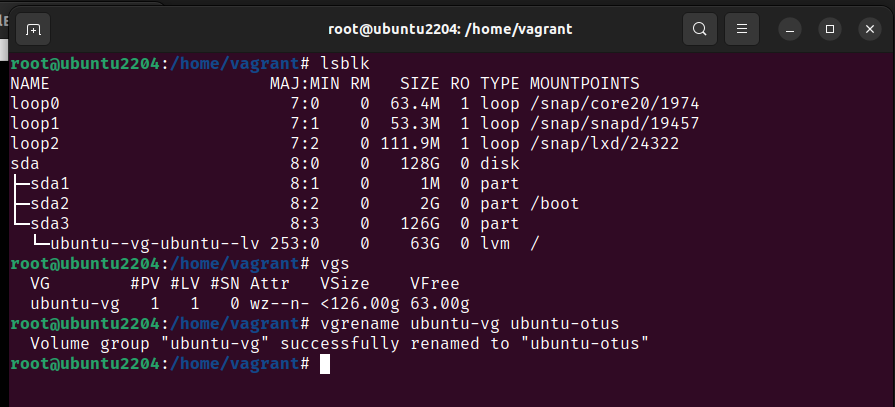 root@ubuntu2204: /home/vagrant
root@ubuntu2204:/home/vagrant# lsblk
NAME                      MAJ:MIN RM   SIZE RO TYPE MOUNTPOINTS
loop0                       7:0    0  63.4M  1 loop /snap/core20/1974
loop1                       7:1    0  53.3M  1 loop /snap/snapd/19457
loop2                       7:2    0 111.9M  1 loop /snap/lxd/24322
sda                         8:0    0   128G  0 disk
├─sda1                      8:1    0     1M  0 part
├─sda2                      8:2    0     2G  0 part /boot
└─sda3                      8:3    0   126G  0 part
  └─ubuntu--vg-ubuntu--lv 253:0    0    63G  0 lvm  /
root@ubuntu2204:/home/vagrant# vgs
  VG        #PV #LV #SN Attr   VSize    VFree
  ubuntu-vg   1   1   0 wz--n- <126.00g 63.00g
root@ubuntu2204:/home/vagrant# vgrename ubuntu-vg ubuntu-otus
  Volume group "ubuntu-vg" successfully renamed to "ubuntu-otus"
root@ubuntu2204:/home/vagrant#